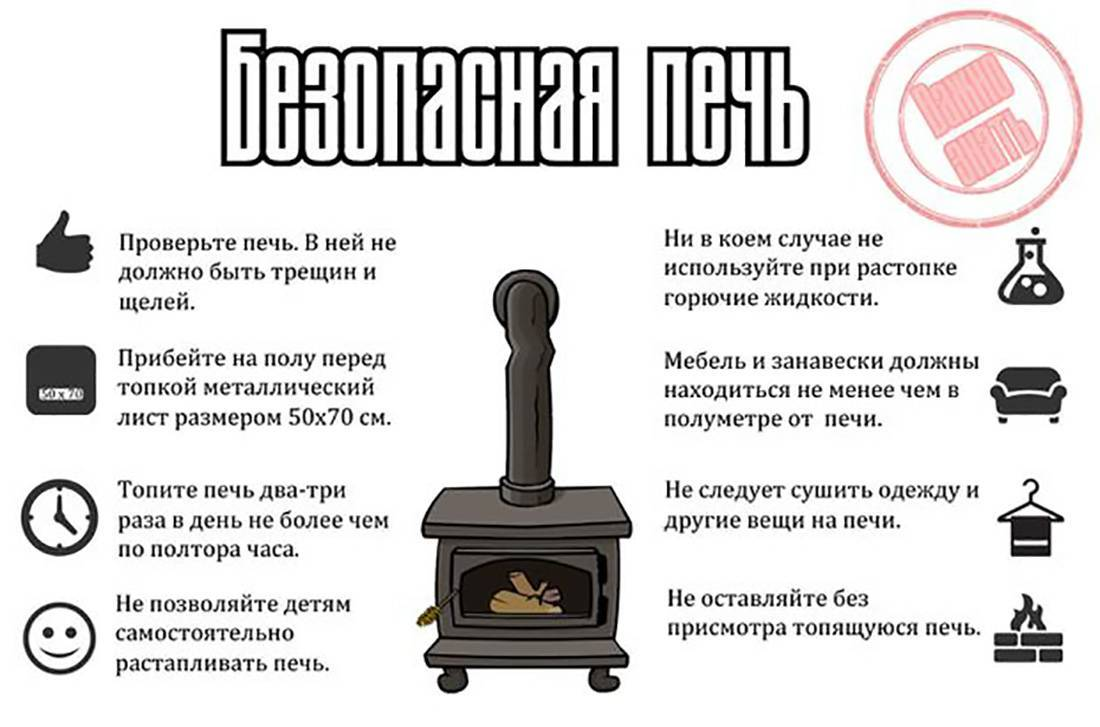 Безопасная печь
Важно
знать
Проверьте печь. В ней не
должно быть трещин и
щелей.
50х70
Прибейте на полу перед
топкой металлический
лист размером 50х70 см.
Топите печь два-три
раза в день не более чем
по полтора часа.
Не позволяйте детям
самостоятельно
растапливать печь.
Ни в коем случае не
используйте при растопке
горючие жидкости.
Мебель и занавески должны
находиться не менее чем в
полуметре от печи.
Не следует сушить одежду и
другие вещи на печи.
Не оставляйте без
присмотра топящуюся печь.